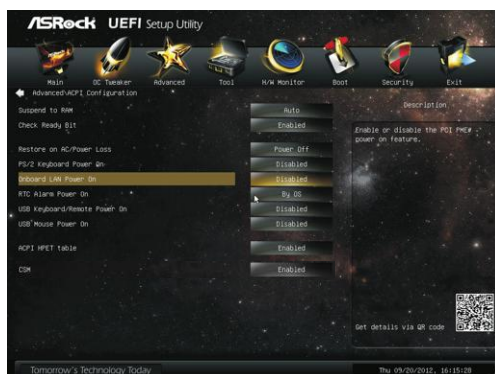 ASRock UEFI Setup Utility
Main OC Tweaker Advanced Tool H/W Monitor Boot Security Exit
Advanced\ACPI Configuration
Description
Suspend to RAM Auto
Check Ready Bit Enabled
Enable or disable the PCI PME#
power on feature.
Restore on AC/Power Loss Power Off
PS/2 Keyboard Power On Disabled
Onboard LAN Power On Disabled
RTC Alarm Power On By OS
USB Keyboard/Remote Power On Disabled
USB Mouse Power On Disabled
ACPI HPET table Enabled
CSM Enabled
Get details via QR code
Tomorrow's Technology Today
Thu 09/20/2012, 16:15:28